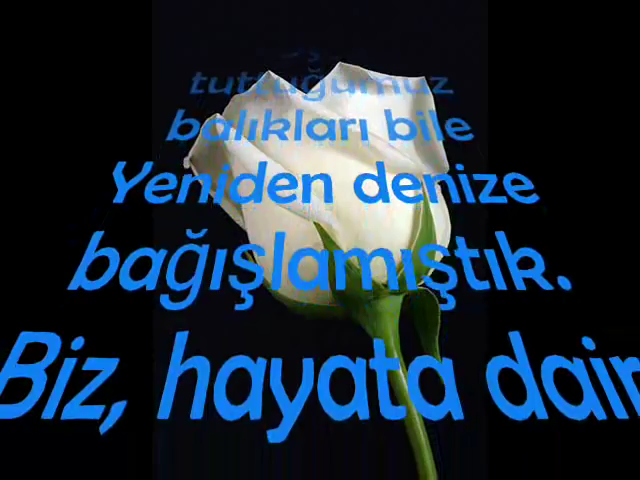 tuttuğumuz
balıkları bile
Yeniden denize
bağışlamıştık.
Biz, hayata dair